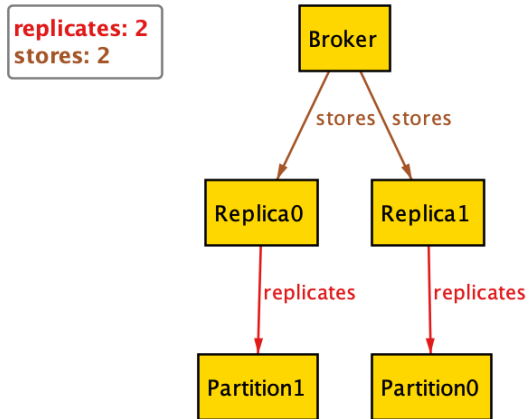 replicates: 2
stores: 2
Broker
stores stores
Replica0 Replica1
replicates replicates
Partition1 Partition0